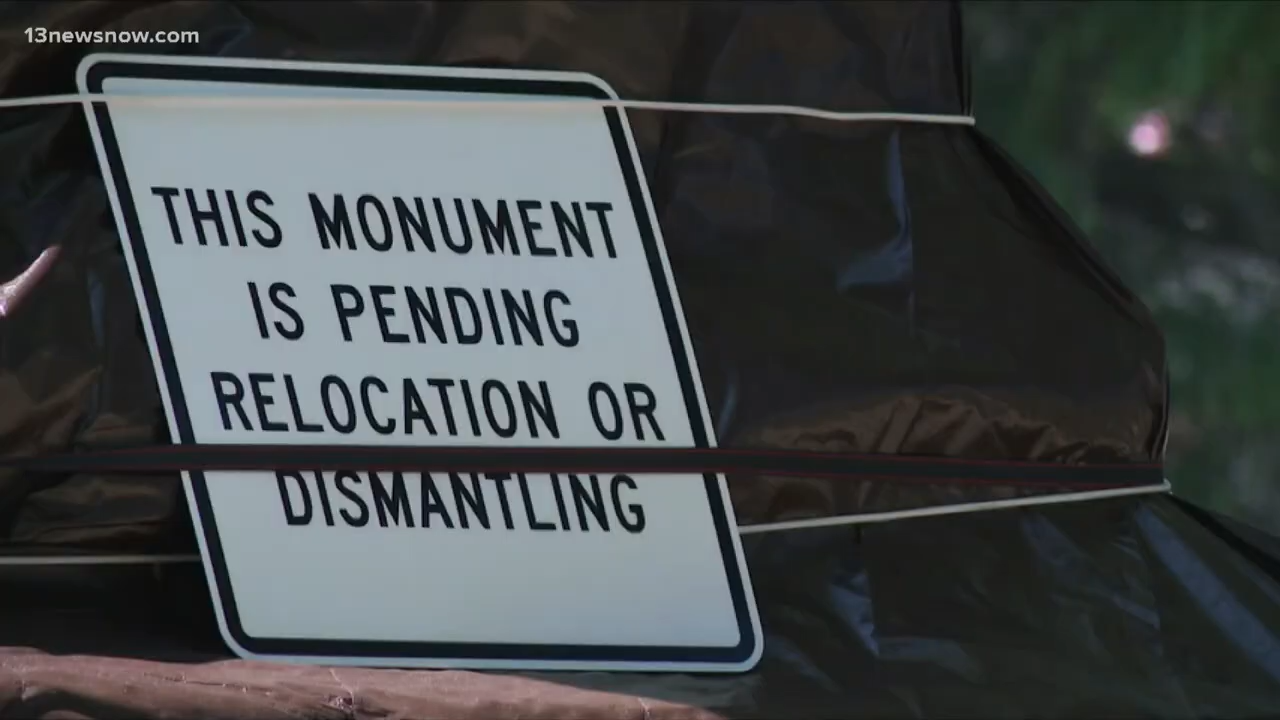 13newsnow.com
THIS MONUMENT
IS PENDING
RELOCATION OR
DISMANTLING